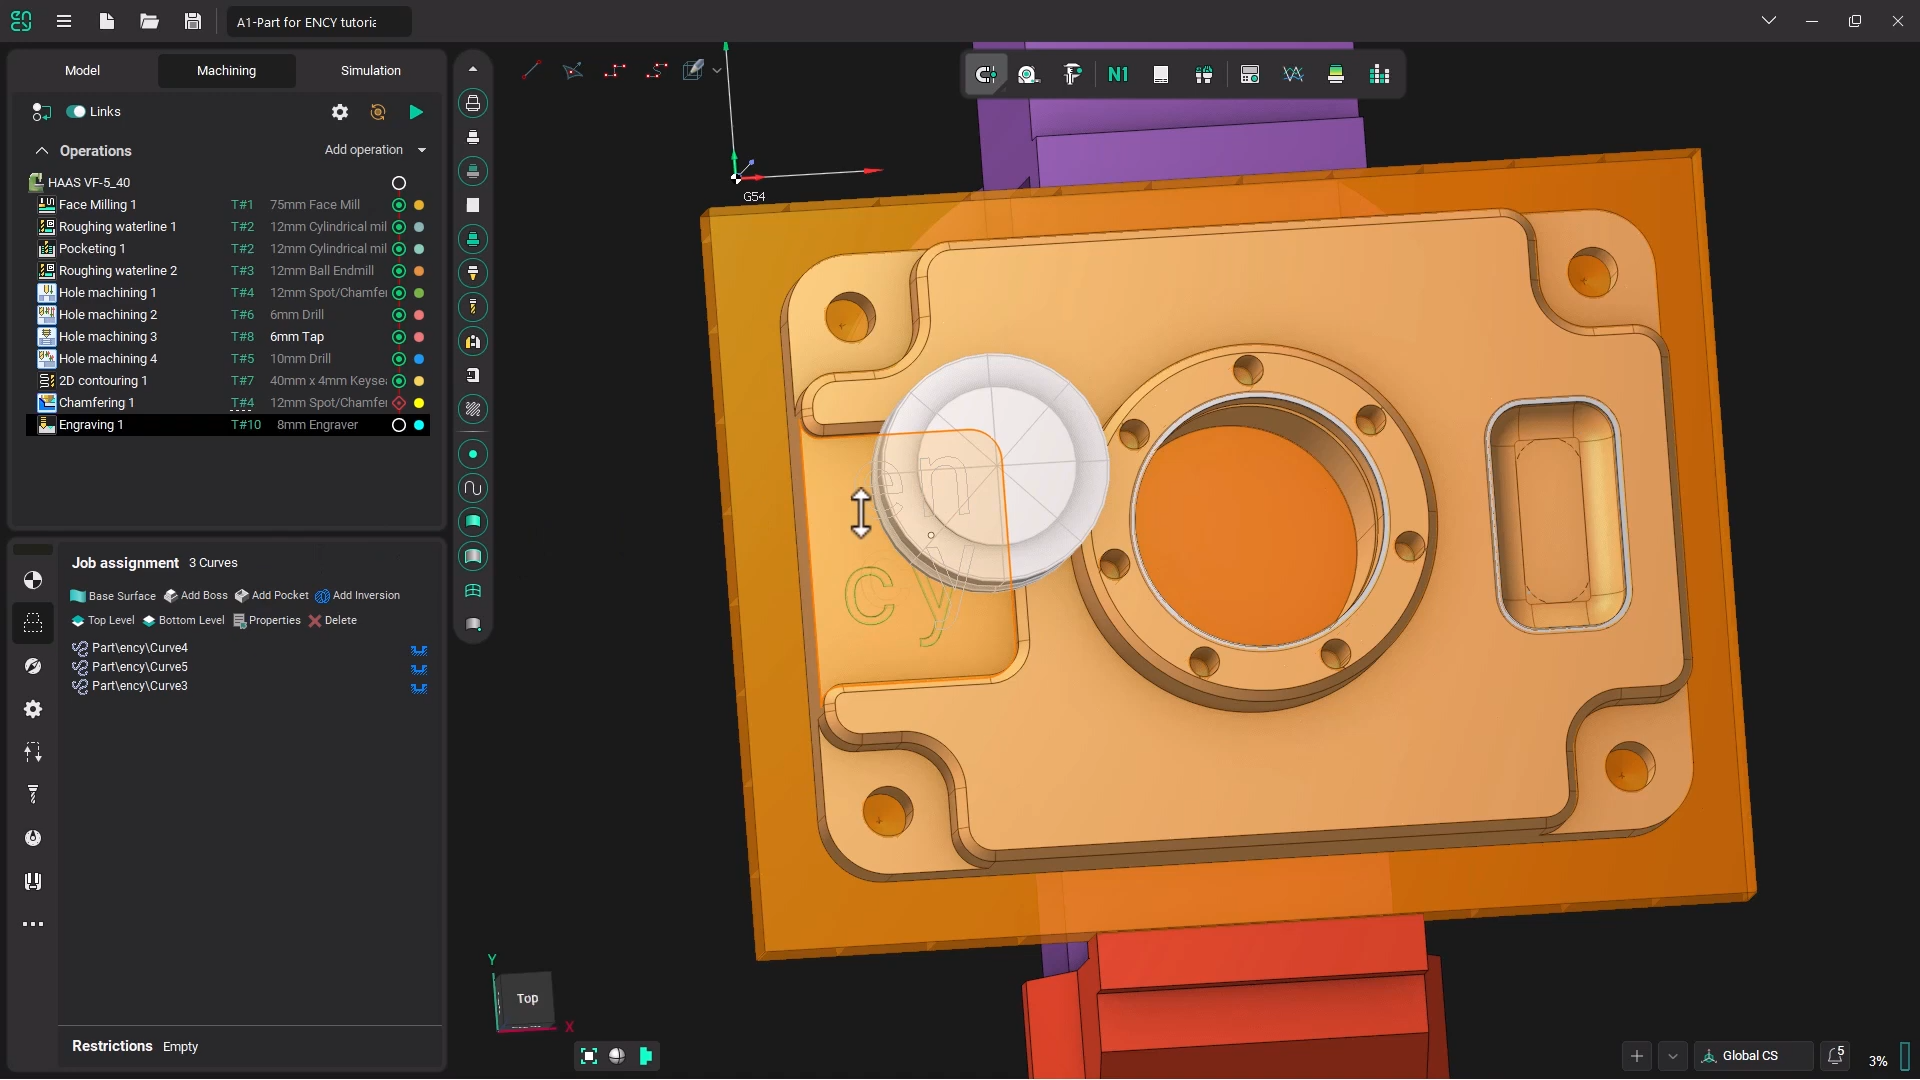 A1-Part for ENCY tutoria
Model Machining Simulation
Links
Operations Add operation
HAAS VF-5_40
Face Milling 1 T#1 75mm Face Mill
Roughing waterline 1 T#2 12mm Cylindrical mil
Pocketing 1 T#2 12mm Cylindrical mil
Roughing waterline 2 T#3 12mm Ball Endmill
Hole machining 1 T#4 12mm Spot/Chamfe
Hole machining 2 T#6 6mm Drill
Hole machining 3 T#8 6mm Tap
Hole machining 4 T#5 10mm Drill
2D contouring 1 T#7 40mm x 4mm Keyse
Chamfering 1 T#4 12mm Spot/Chamfe
Engraving 1 T#10 8mm Engraver
Job assignment 3 Curves
Base Surface Add Boss Add Pocket Add Inversion
Top Level Bottom Level Properties Delete
Part\ency\Curve4
Part\ency\Curve5
Part\ency\Curve3
Restrictions Empty
N1
G54
en
cy
Y
Top
X
Global CS 5 3%